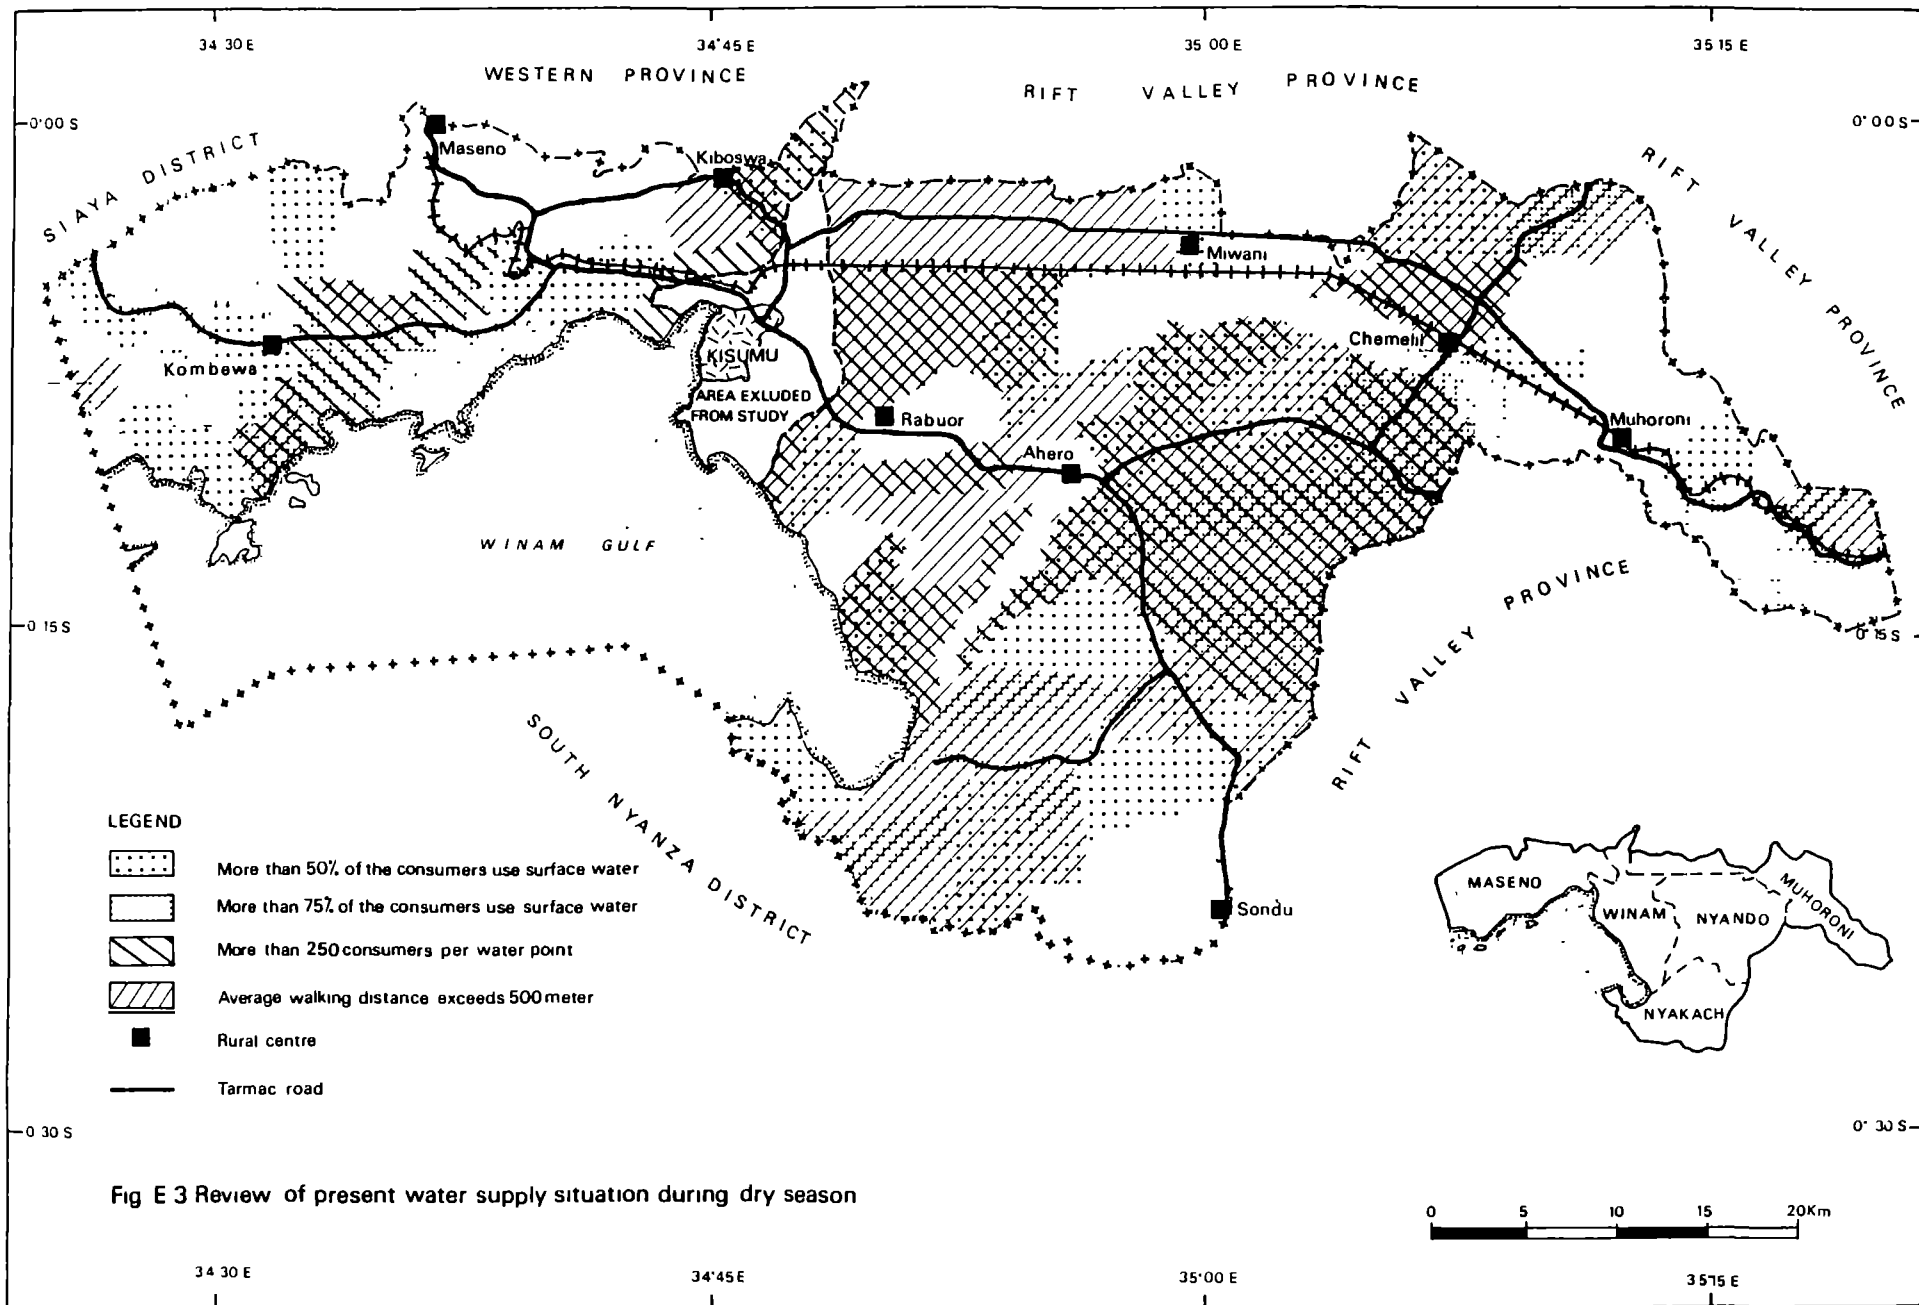 34 30 E
34°45 E
35 00 E
35 15 E
WESTERN PROVINCE
RIFT VALLEY PROVINCE
0°00 S
0°00 S
SIAYA DISTRICT
Maseno
Kiboswa
RIFT VALLEY PROVINCE
Miwani
Chemelil
KISUMU
AREA EXLUDED
FROM STUDY
Kombewa
Rabuor
Muhoroni
Ahero
WINAM GULF
RIFT VALLEY PROVINCE
0 15 S
0° 15 S
SOUTH NYANZA DISTRICT
Sondu
LEGEND
More than 50% of the consumers use surface water
More than 75% of the consumers use surface water
More than 250 consumers per water point
Average walking distance exceeds 500 meter
Rural centre
Tarmac road
MASENO
WINAM
NYANDO
MUHORONI
NYAKACH
0 30 S
0° 30 S
Fig E 3 Review of present water supply situation during dry season
0 5 10 15 20Km
34 30 E
34°45 E
35°00 E
35 15 E